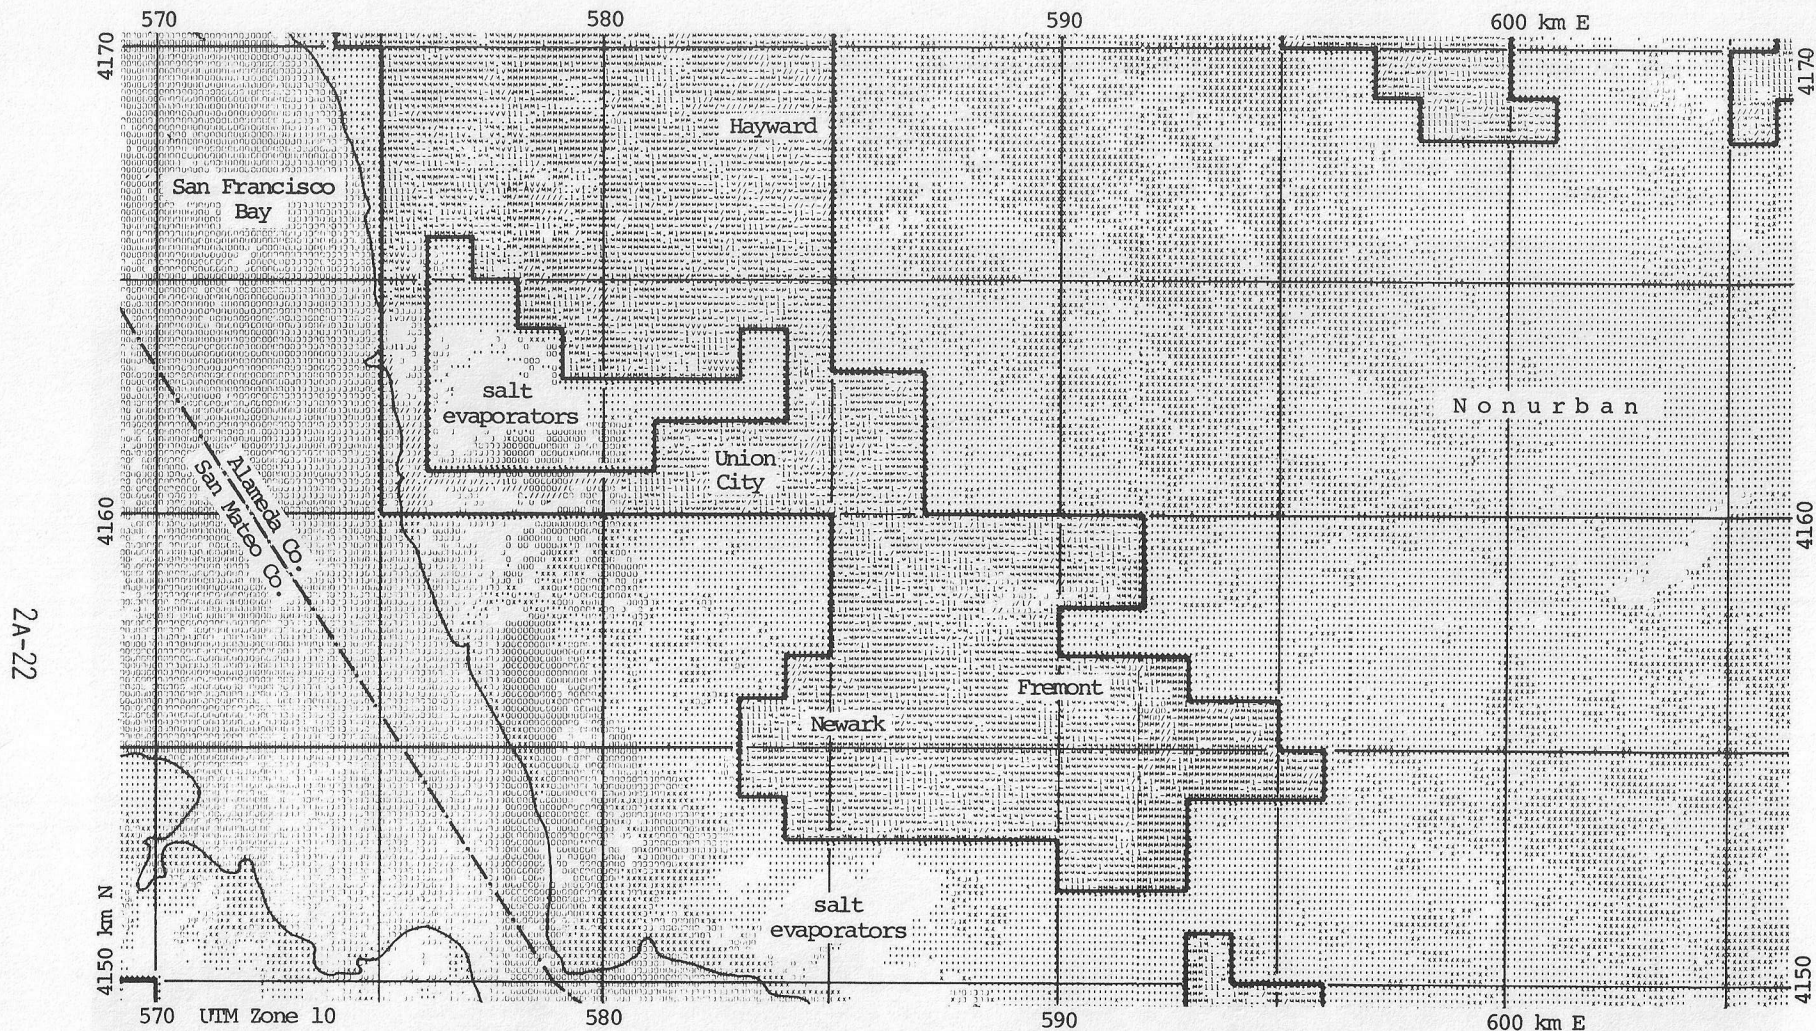 570
580
590
600 km E
4170
4170
Hayward
San Francisco
Bay
salt
evaporators
Nonurban
Union
City
Alameda Co.
San Mateo Co.
4160
4160
2A-22
Fremont
Newark
salt
evaporators
4150 km N
4150
570 UTM Zone 10
580
590
600 km E